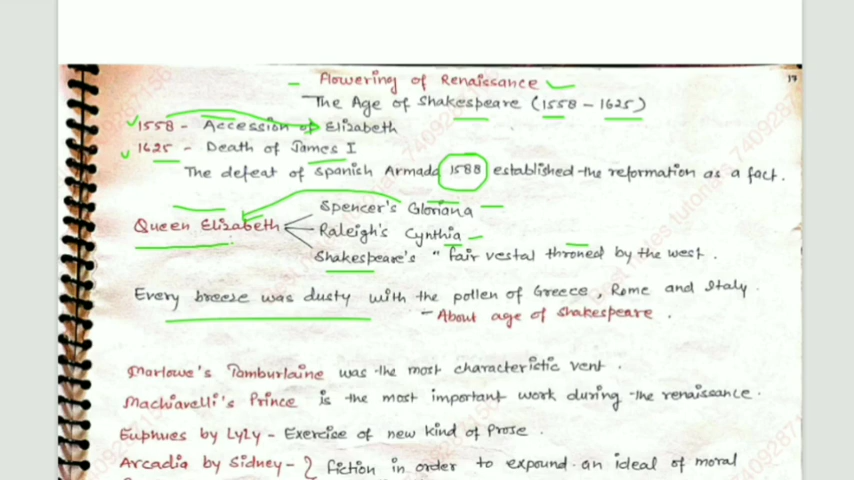 Flowering of Renaissance
17
The Age of Shakespeare (1558 - 1625)
1558 - Accession of Elizabeth
1625 - Death of James I
The defeat of Spanish Armada 1588 established the reformation as a fact.
Spencer's Gloriana
Queen Elizabeth
Raleigh's Cynthia
Shakespeare's "fair vestal throned by the west.
Every breeze was dusty with the pollen of Greece, Rome and Italy.
- About age of Shakespeare.
Marlowe's Tamburlaine was the most characteristic vent.
Machiavelli's Prince is the most important work during the renaissance.
Euphues by LyLy - Exercise of new kind of Prose.
Arcadia by Sidney - } fiction in order to expound an ideal of moral